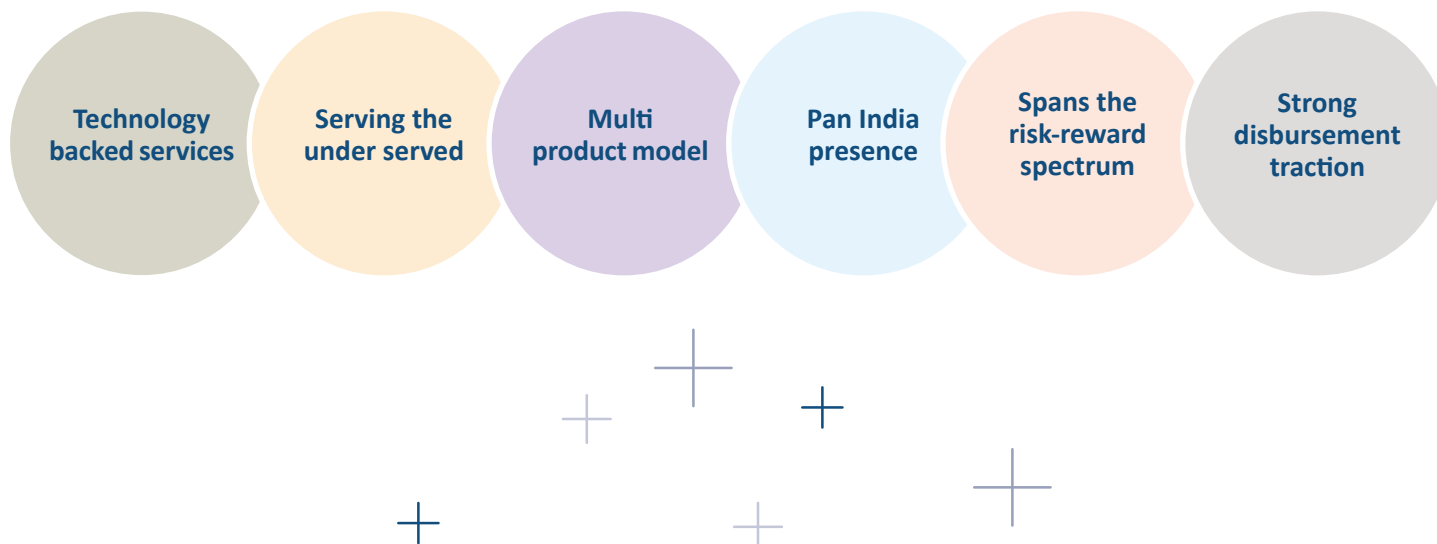 Technology
backed services
Serving the
under served
Multi
product model
Pan India
presence
Spans the
risk-reward
spectrum
Strong
disbursement
traction